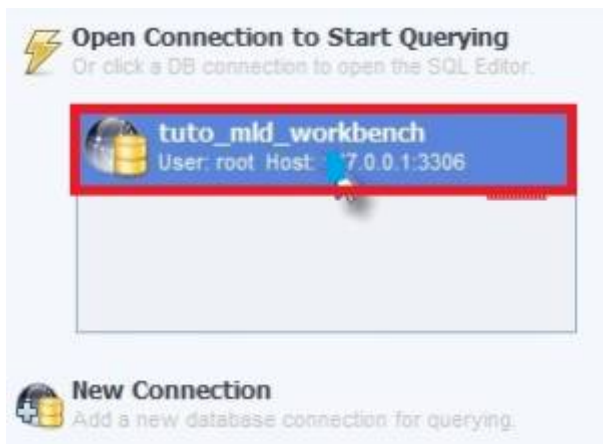 Open Connection to Start Querying
Or click a DB connection to open the SQL Editor.
tuto_mld_workbench
User: root Host: 7.0.0.1:3306
New Connection
Add a new database connection for querying.